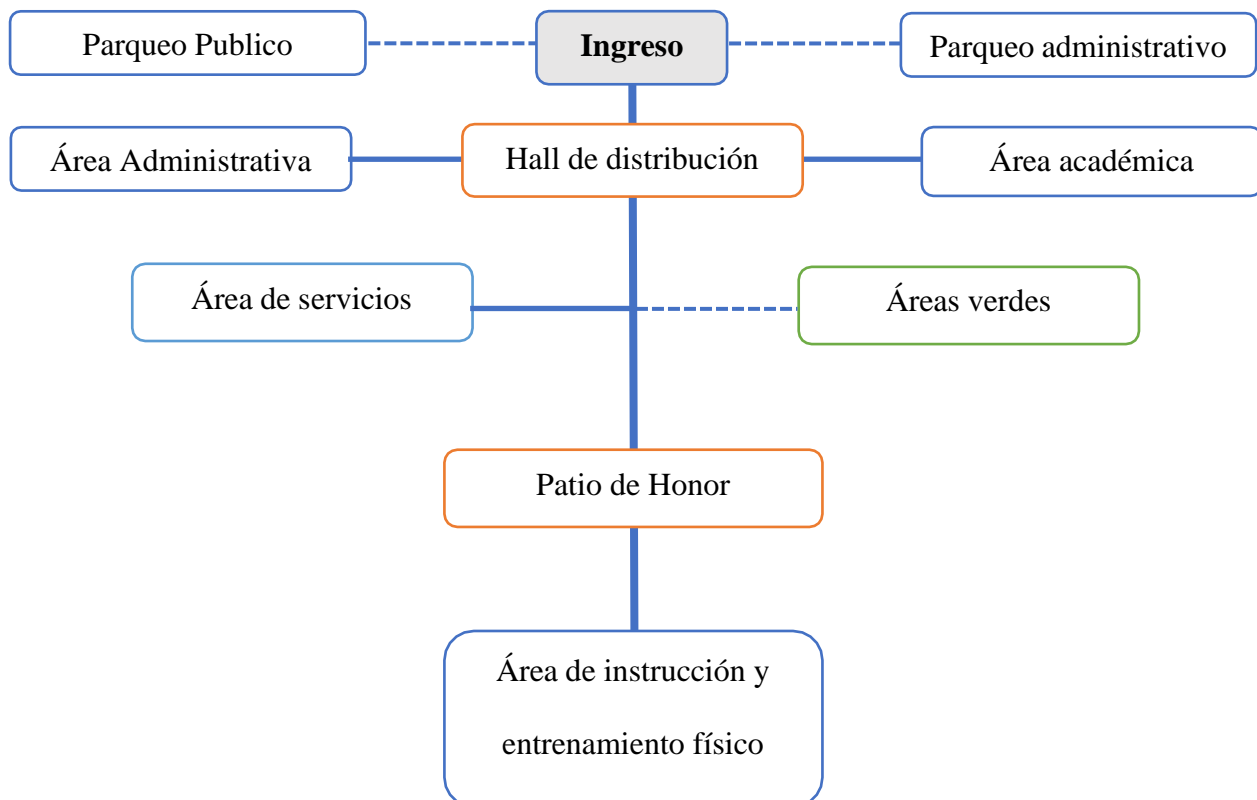 Parqueo Publico
Ingreso
Parqueo administrativo
Área Administrativa
Hall de distribución
Área académica
Área de servicios
Áreas verdes
Patio de Honor
Área de instrucción y
entrenamiento físico